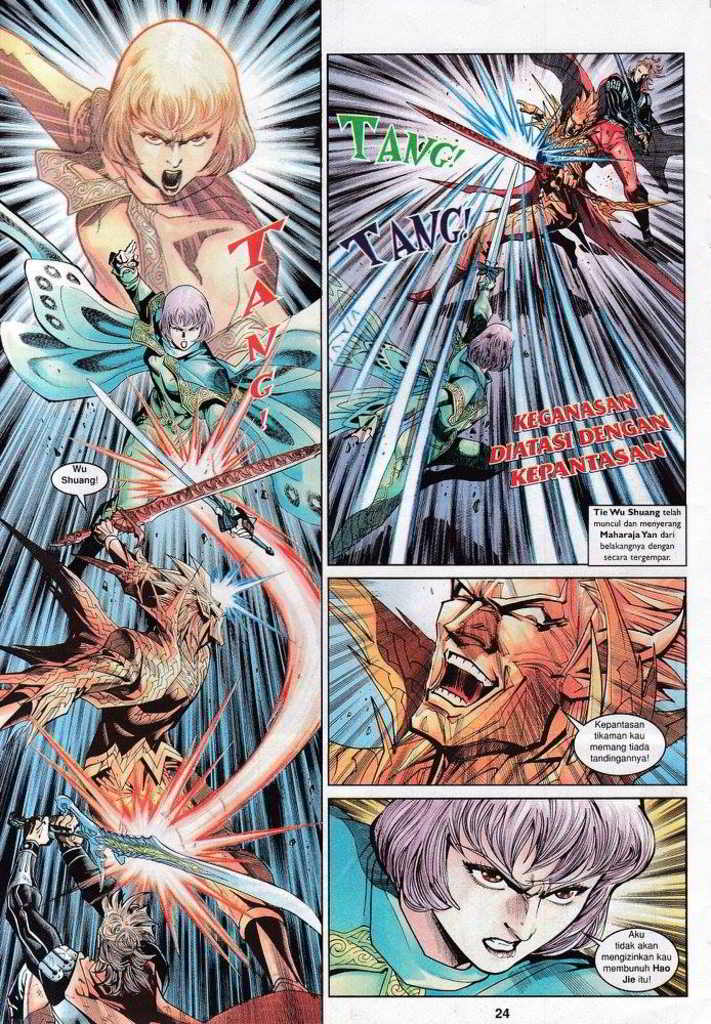 TANG!
Wu
Shuang!
TANG!
TANG!
KEGANASAN
DIATASI DENGAN
KEPANTASAN
Tie Wu Shuang telah
muncul dan menyerang
Maharaja Yan dari
belakangnya dengan
secara tergempar.
Kepantasan
tikaman kau
memang tiada
tandingannya!
Aku
tidak akan
mengizinkan kau
membunuh Hao
Jie itu!
24